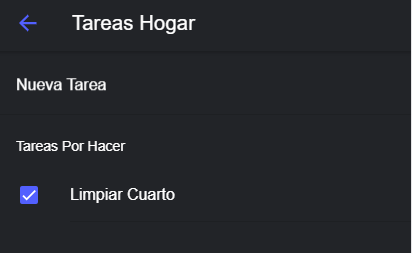 Tareas Hogar
Nueva Tarea
Tareas Por Hacer
Limpiar Cuarto